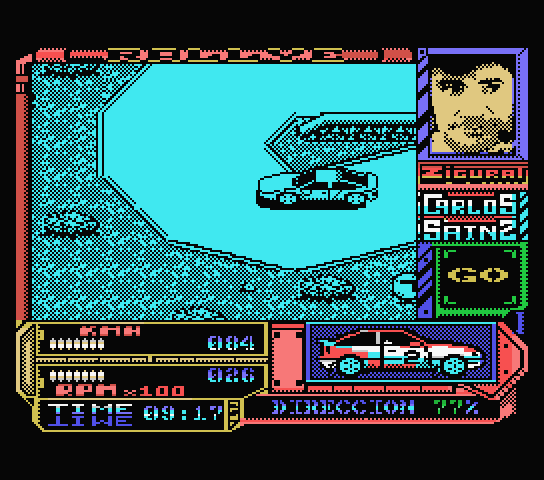 ZIGURAT
CARLOS
SAINZ
GO
KMH
084
026
RPM x100
TIME 09:17
DIRECCION 77%